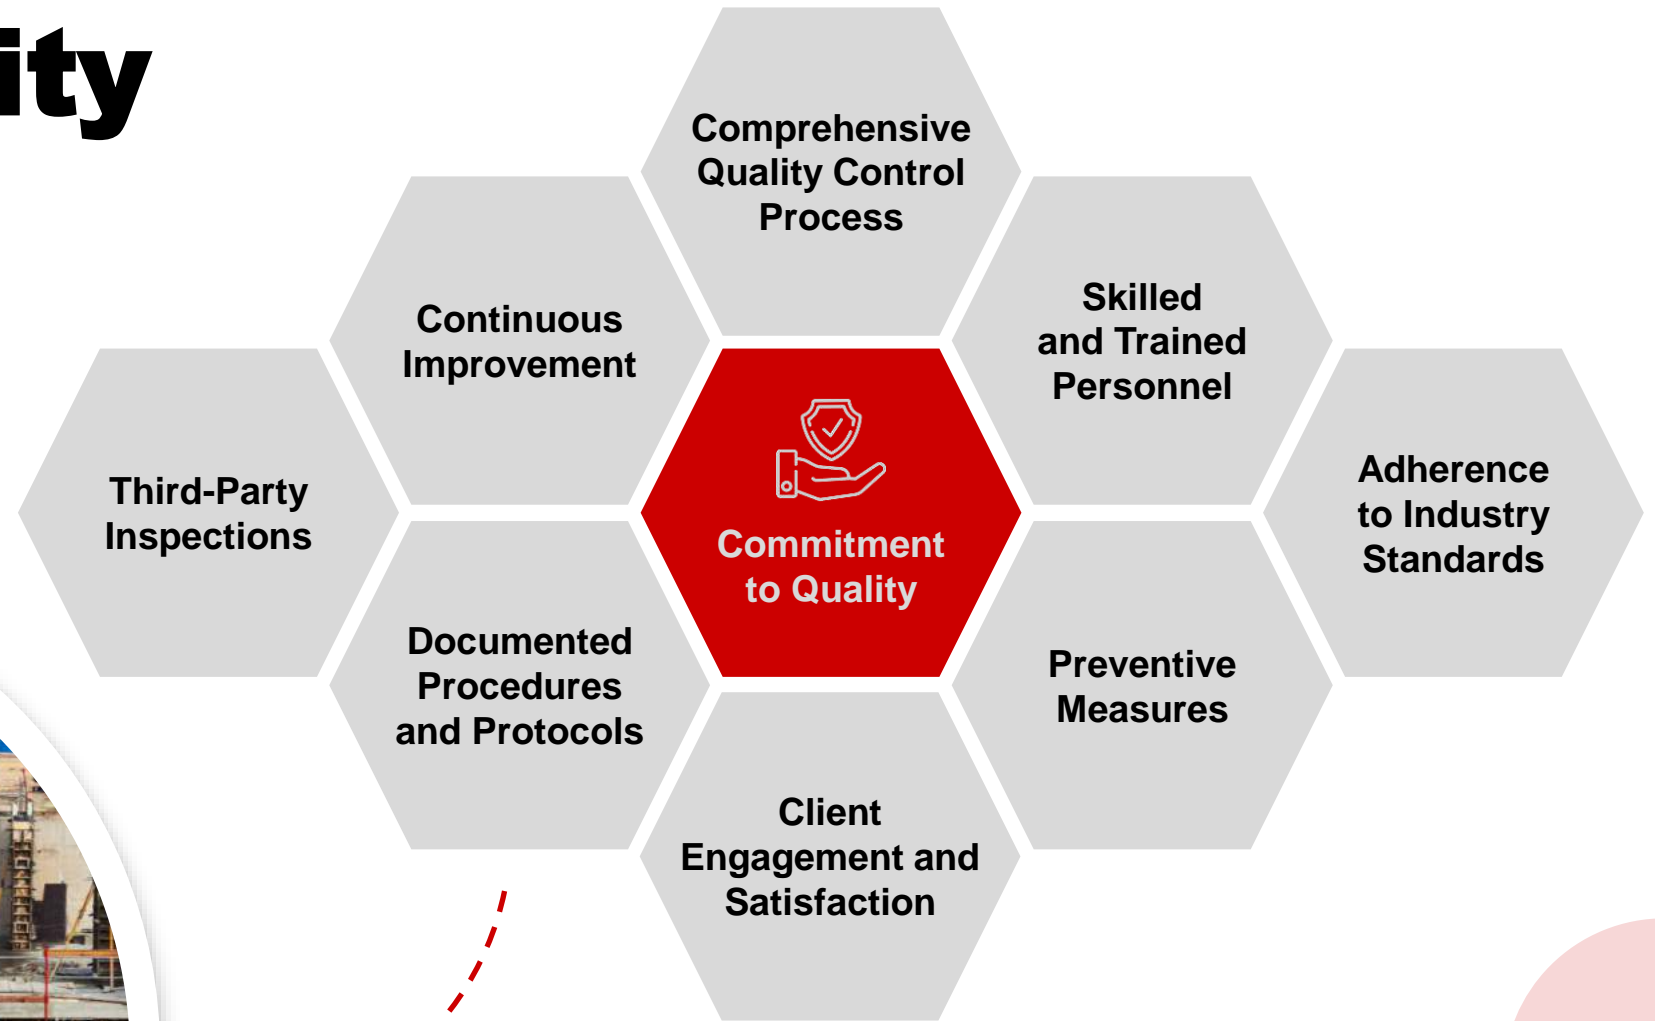 ity
Comprehensive
Quality Control
Process
Continuous
Improvement
Skilled
and Trained
Personnel
Third-Party
Inspections
Commitment
to Quality
Adherence
to Industry
Standards
Documented
Procedures
and Protocols
Preventive
Measures
Client
Engagement and
Satisfaction